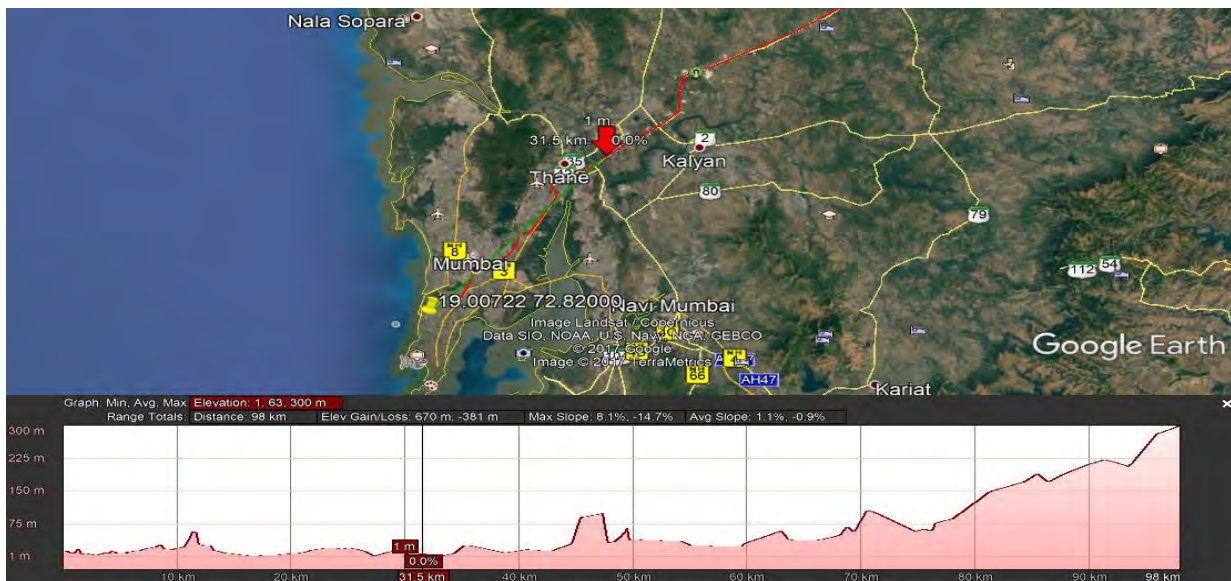 Nala Sopara
1 m
31.5 km 0.0%
2
35
Thane
Kalyan
80
79
8
Mumbai
3
112 54
19.00722 72.82000
Navi Mumbai
Image Landsat / Copernicus
Data SIO, NOAA, U.S. Navy, NGA, GEBCO
© 2017 Google
Image © 2017 TerraMetrics
Google Earth
66
AH47
Karjat
Graph: Min, Avg, Max Elevation: 1, 63, 300 m
Range Totals: Distance: 98 km Elev Gain/Loss: 670 m, -381 m Max Slope: 8.1%, -14.7% Avg Slope: 1.1%, -0.9%
300 m
225 m
150 m
75 m
1 m
1 m
0.0%
10 km 20 km 31.5 km 40 km 50 km 60 km 70 km 80 km 90 km 98 km